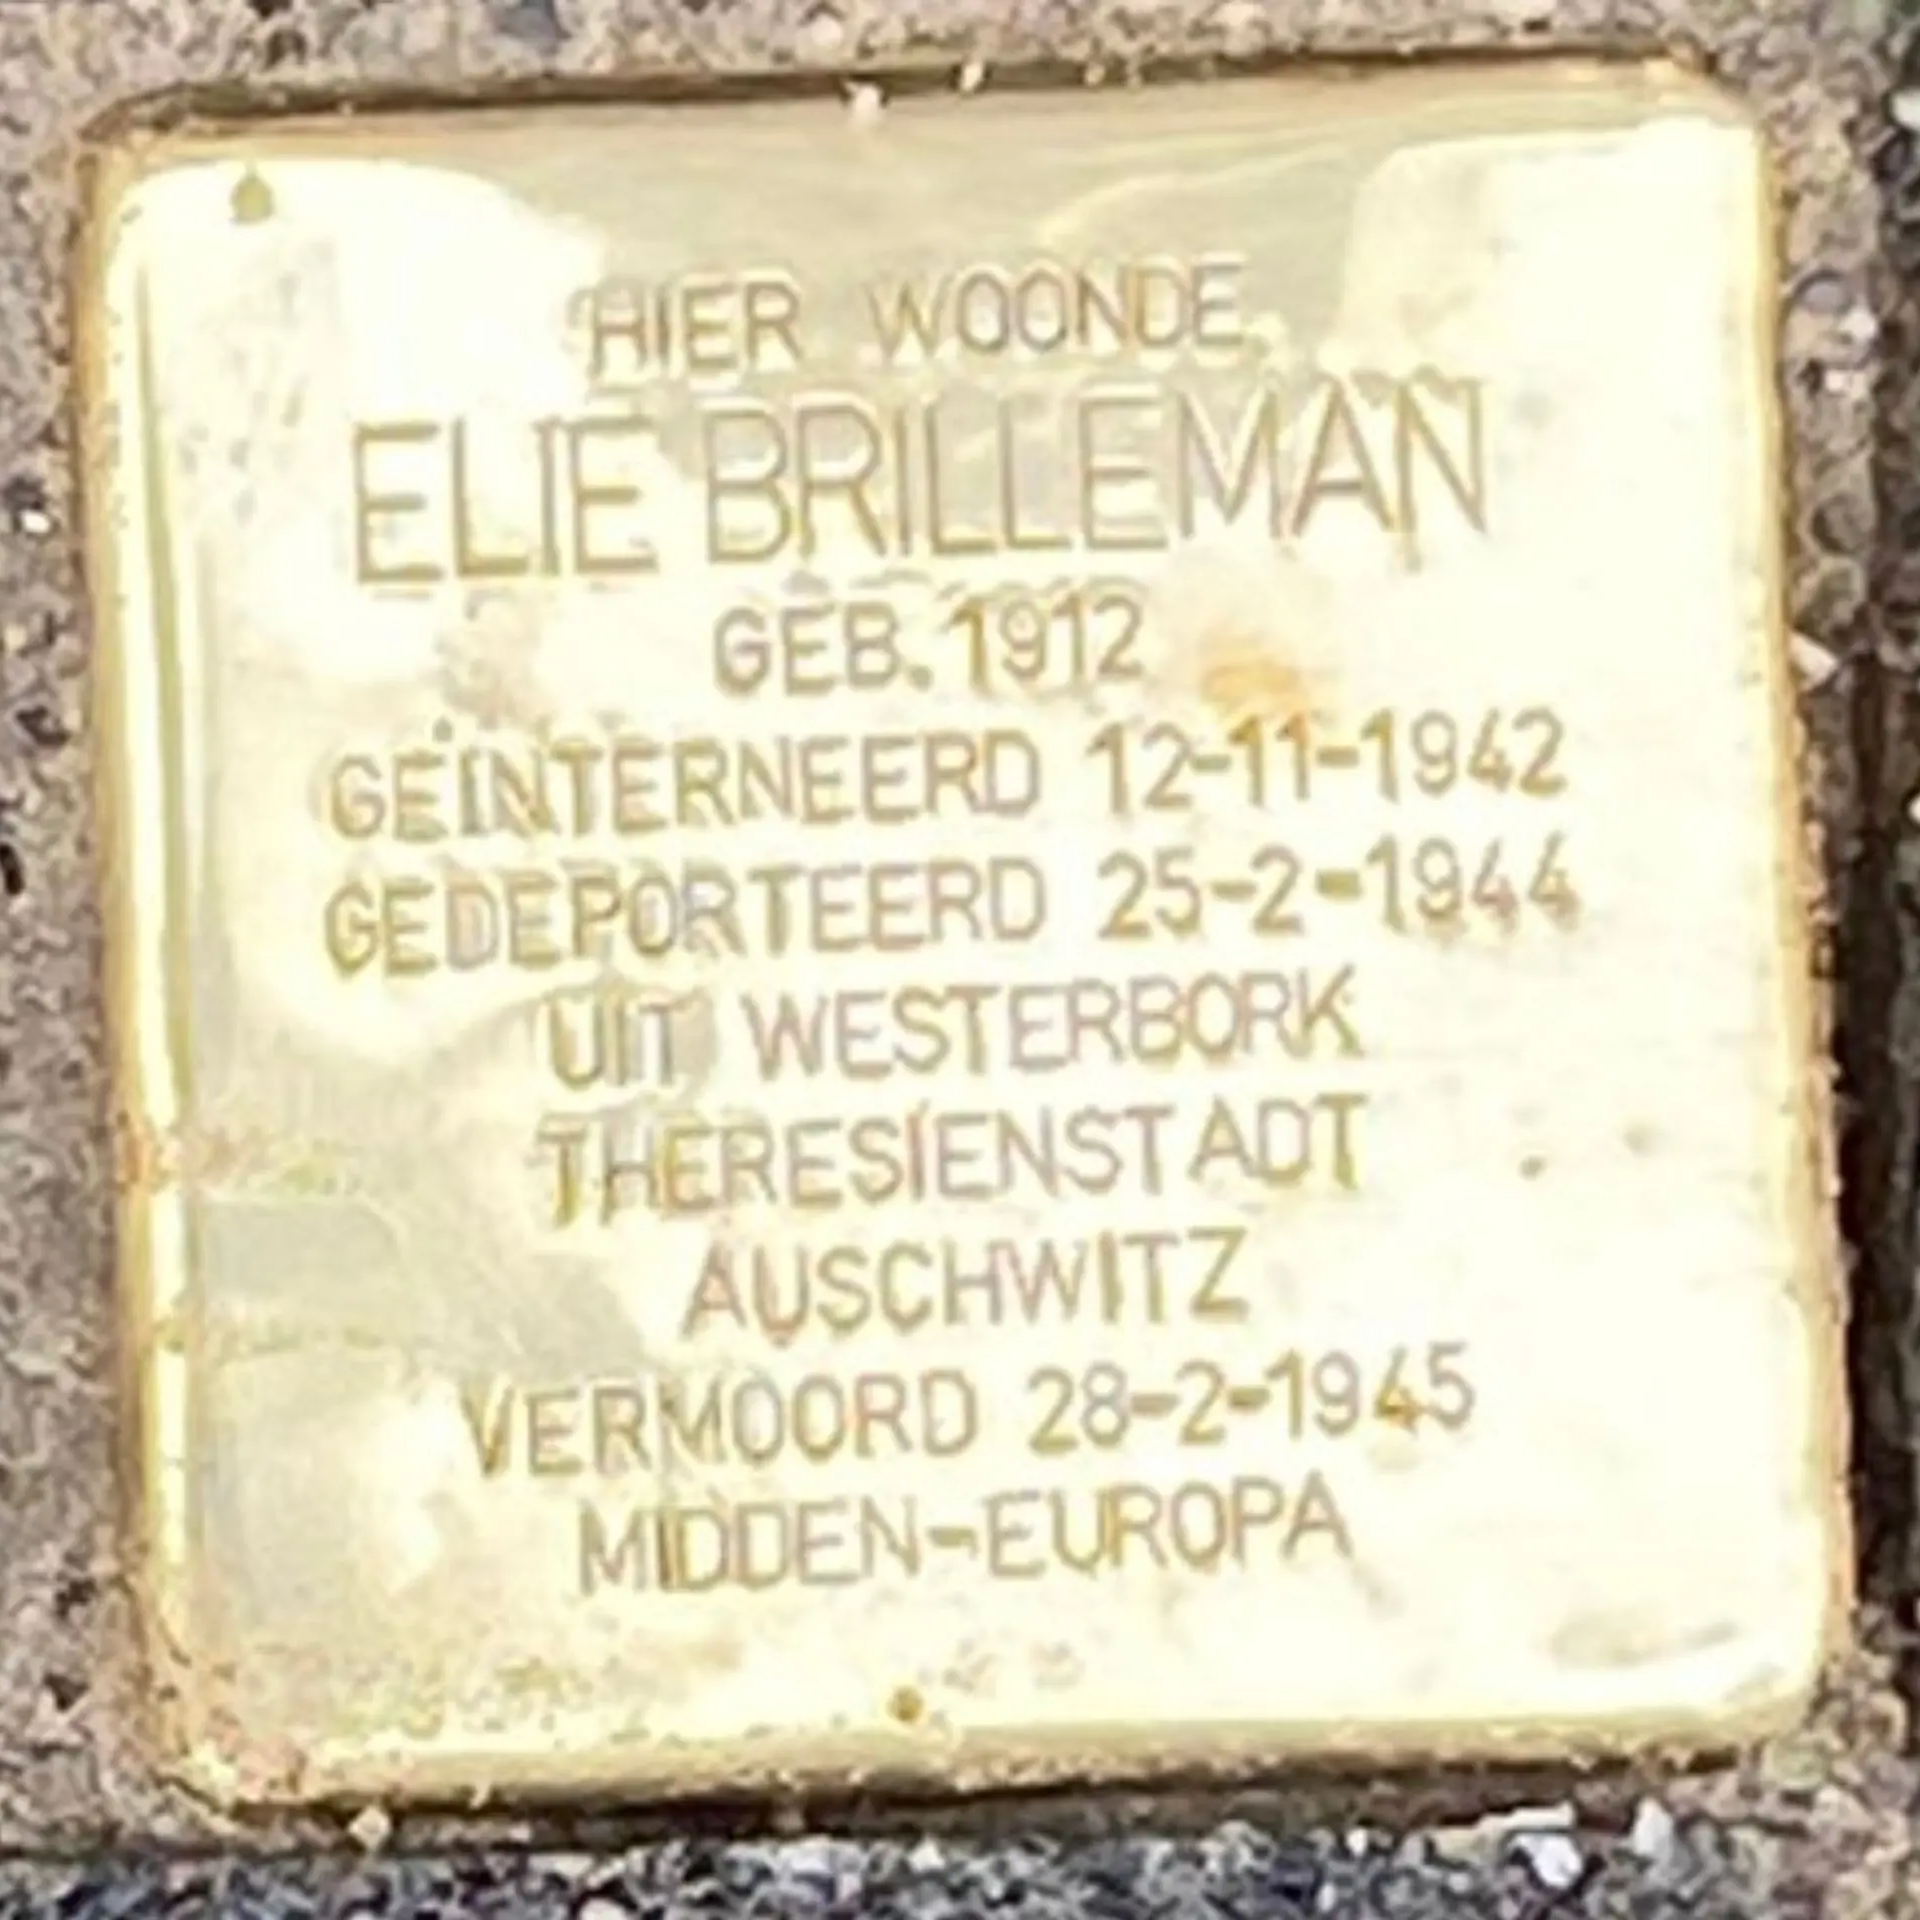 HIER WOONDE
ELIE BRILLEMAN
GEB. 1912
GEÏNTERNEERD 12-11-1942
GEDEPORTEERD 25-2-1944
UIT WESTERBORK
THERESIENSTADT
AUSCHWITZ
VERMOORD 28-2-1945
MIDDEN-EUROPA